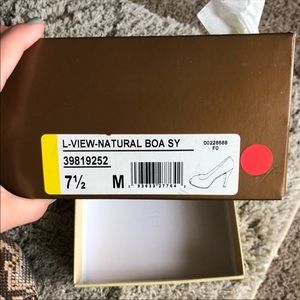 L-VIEW-NATURAL BOA SY
39819252
00228688
F0
7½ M